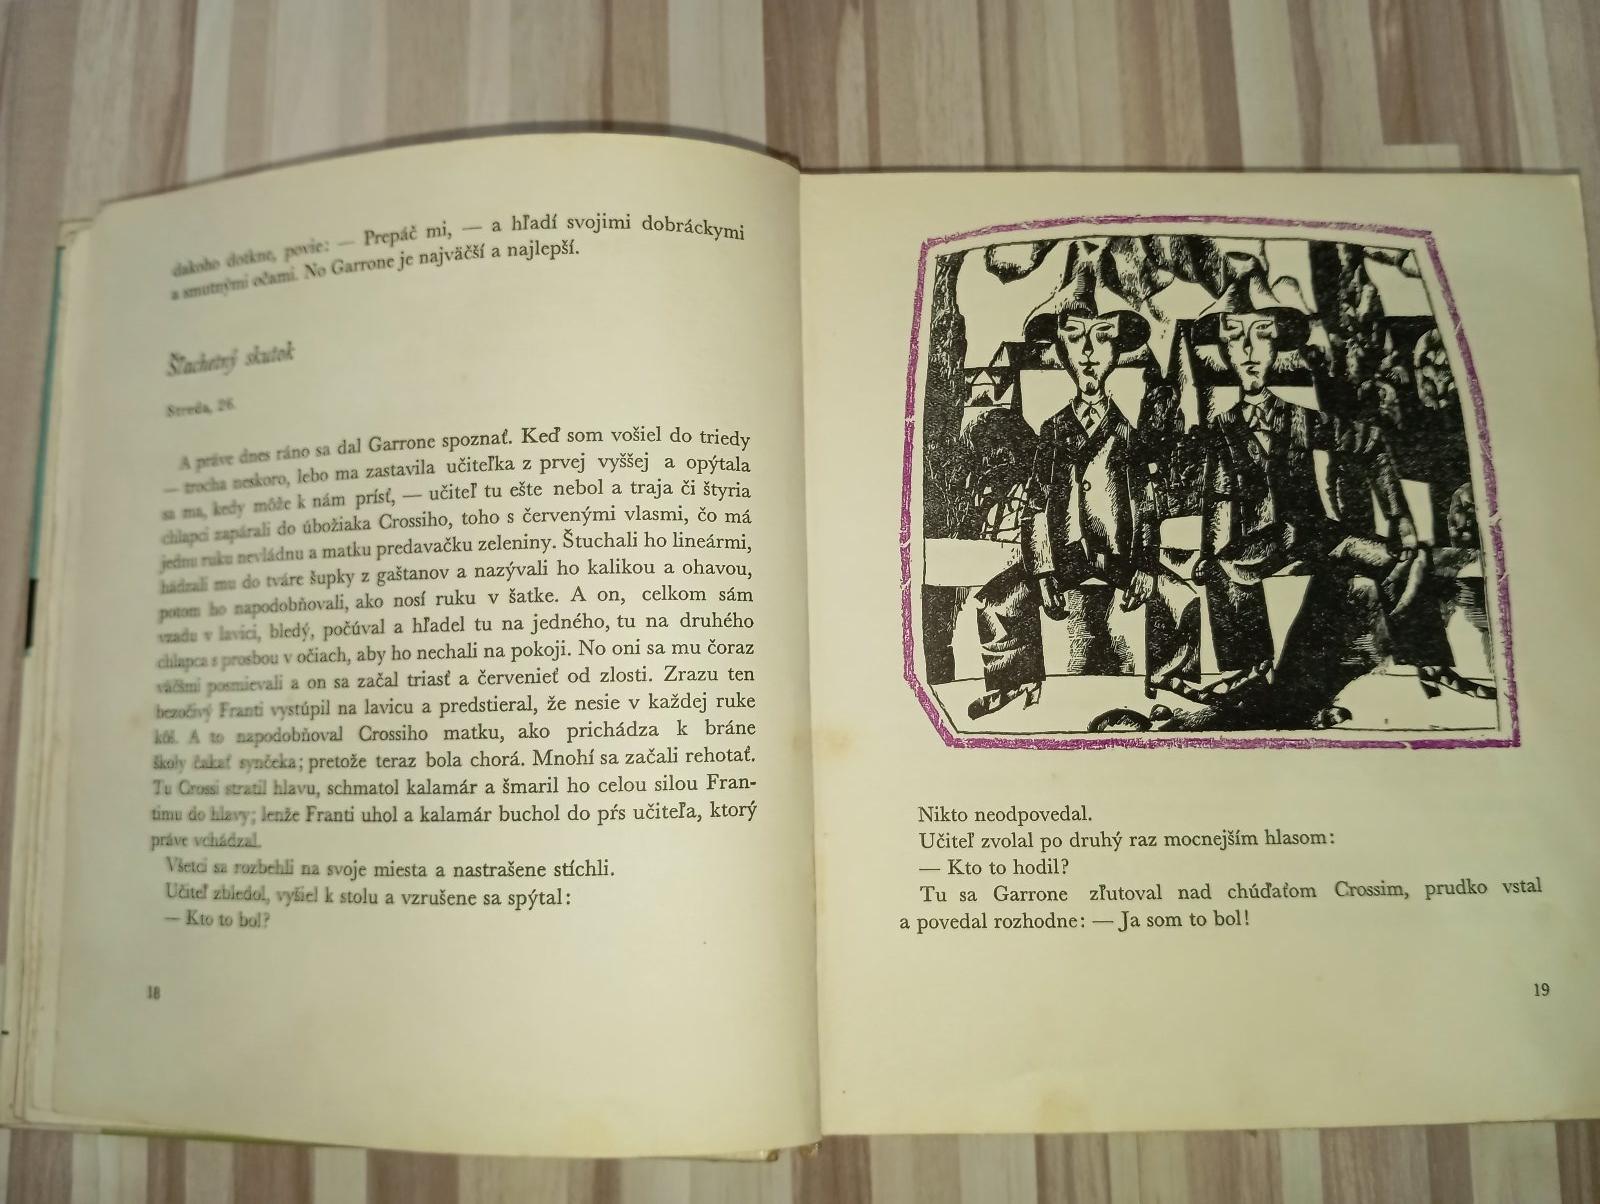 dakoho dotkne, povie: — Prepáč mi, — a hľadí svojimi dobráckymi
a smutnými očami. No Garrone je najväčší a najlepší.
Šľachetný skutok
Streda, 26.
A práve dnes ráno sa dal Garrone spoznať. Keď som vošiel do triedy
— trocha neskoro, lebo ma zastavila učiteľka z prvej vyššej a opýtala
sa ma, kedy môže k nám prísť, — učiteľ tu ešte nebol a traja či štyria
chlapci zapárali do úbožiaka Crossiho, toho s červenými vlasmi, čo má
jednu ruku nevládnu a matku predavačku zeleniny. Štuchali ho lineármi,
hádzali mu do tváre šupky z gaštanov a nazývali ho kalikou a ohavou,
potom ho napodobňovali, ako nosí ruku v šatke. A on, celkom sám
vzadu v lavici, bledý, počúval a hľadel tu na jedného, tu na druhého
chlapca s prosbou v očiach, aby ho nechali na pokoji. No oni sa mu čoraz
väčšmi posmievali a on sa začal triasť a červenieť od zlosti. Zrazu ten
bezočivý Franti vystúpil na lavicu a predstieral, že nesie v každej ruke
kôš. A to napodobňoval Crossiho matku, ako prichádza k bráne
školy čakať synčeka; pretože teraz bola chorá. Mnohí sa začali rehotať.
Tu Crossi stratil hlavu, schmatol kalamár a šmaril ho celou silou Fran-
timu do hlavy; lenže Franti uhol a kalamár buchol do pŕs učiteľa, ktorý
práve vchádzal.
Všetci sa rozbehli na svoje miesta a nastrašene stíchli.
Učiteľ zbledol, vyšiel k stolu a vzrušene sa spýtal:
— Kto to bol?
18
Nikto neodpovedal.
Učiteľ zvolal po druhý raz mocnejším hlasom:
— Kto to hodil?
Tu sa Garrone zľutoval nad chúďaťom Crossim, prudko vstal
a povedal rozhodne: — Ja som to bol!
19